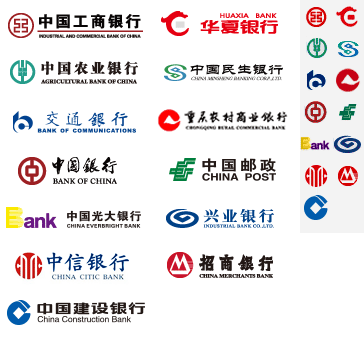 中国工商银行
INDUSTRIAL AND COMMERCIAL BANK OF CHINA
HUAXIA BANK
华夏银行
中国农业银行
AGRICULTURAL BANK OF CHINA
中国民生银行
CHINA MINSHENG BANKING CORP.,LTD.
交通银行
BANK OF COMMUNICATIONS
重庆农村商业银行
CHONGQING RURAL COMMERCIAL BANK
中国银行
BANK OF CHINA
中国邮政
CHINA POST
Bank
中国光大银行
CHINA EVERBRIGHT BANK
兴业银行
INDUSTRIAL BANK CO.,LTD.
中信银行
CHINA CITIC BANK
招商银行
CHINA MERCHANTS BANK
中国建设银行
China Construction Bank
Bank